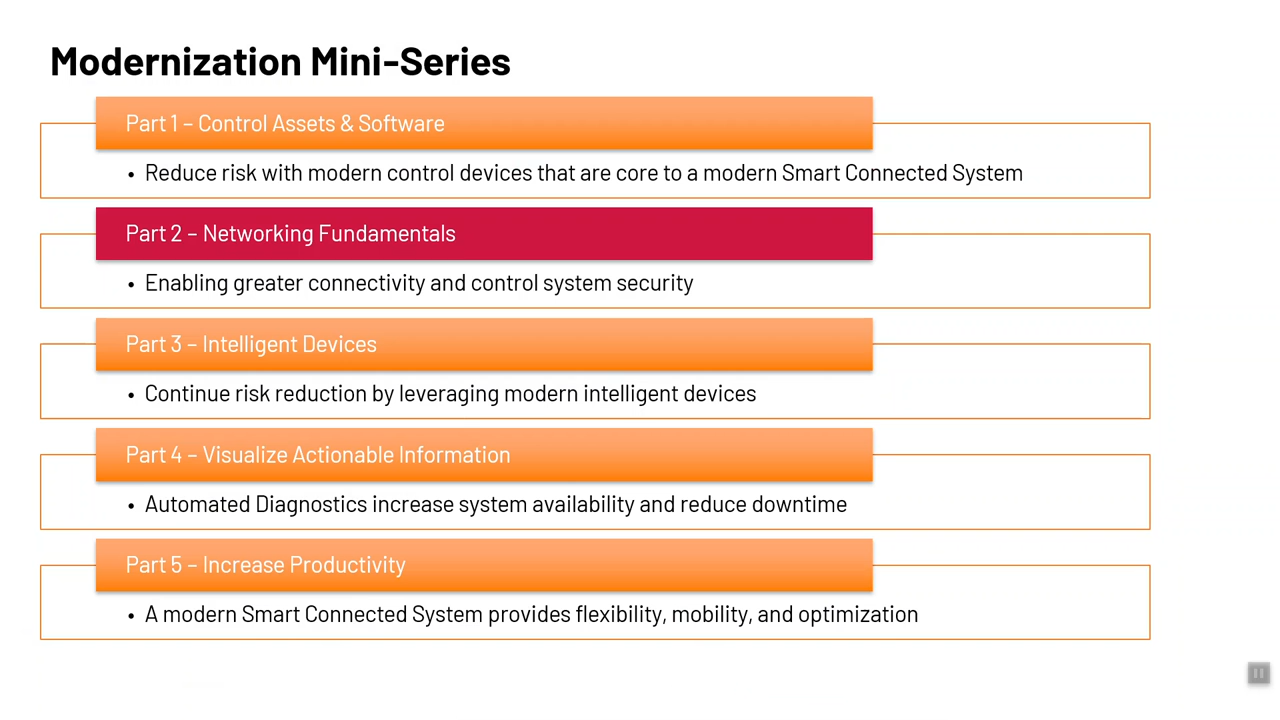 Modernization Mini-Series
Part 1 – Control Assets & Software
• Reduce risk with modern control devices that are core to a modern Smart Connected System
Part 2 – Networking Fundamentals
• Enabling greater connectivity and control system security
Part 3 – Intelligent Devices
• Continue risk reduction by leveraging modern intelligent devices
Part 4 – Visualize Actionable Information
• Automated Diagnostics increase system availability and reduce downtime
Part 5 – Increase Productivity
• A modern Smart Connected System provides flexibility, mobility, and optimization